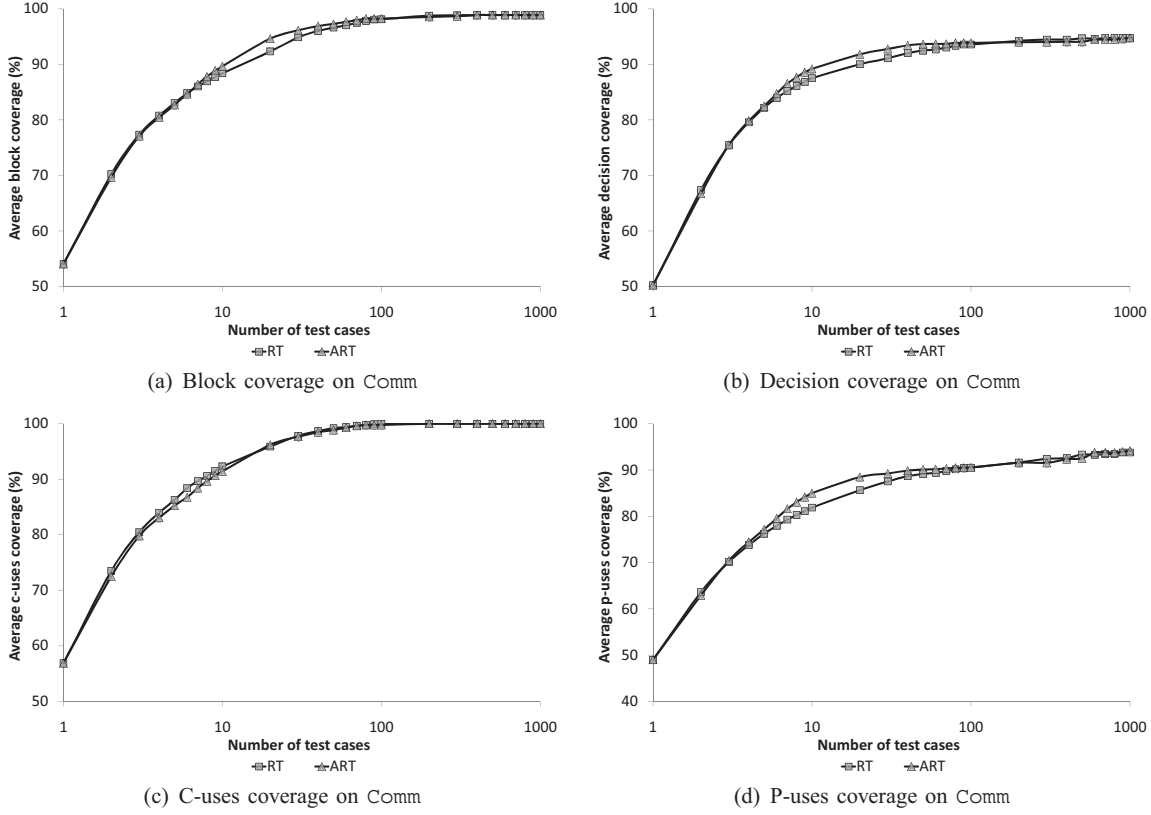 Average block coverage (%)
100
90
80
70
60
50
1 10 100 1000
Number of test cases
RT ART
(a) Block coverage on Comm
Average decision coverage (%)
100
90
80
70
60
50
1 10 100 1000
Number of test cases
RT ART
(b) Decision coverage on Comm
Average c-uses coverage (%)
100
90
80
70
60
50
1 10 100 1000
Number of test cases
RT ART
(c) C-uses coverage on Comm
Average p-uses coverage (%)
100
90
80
70
60
50
40
1 10 100 1000
Number of test cases
RT ART
(d) P-uses coverage on Comm